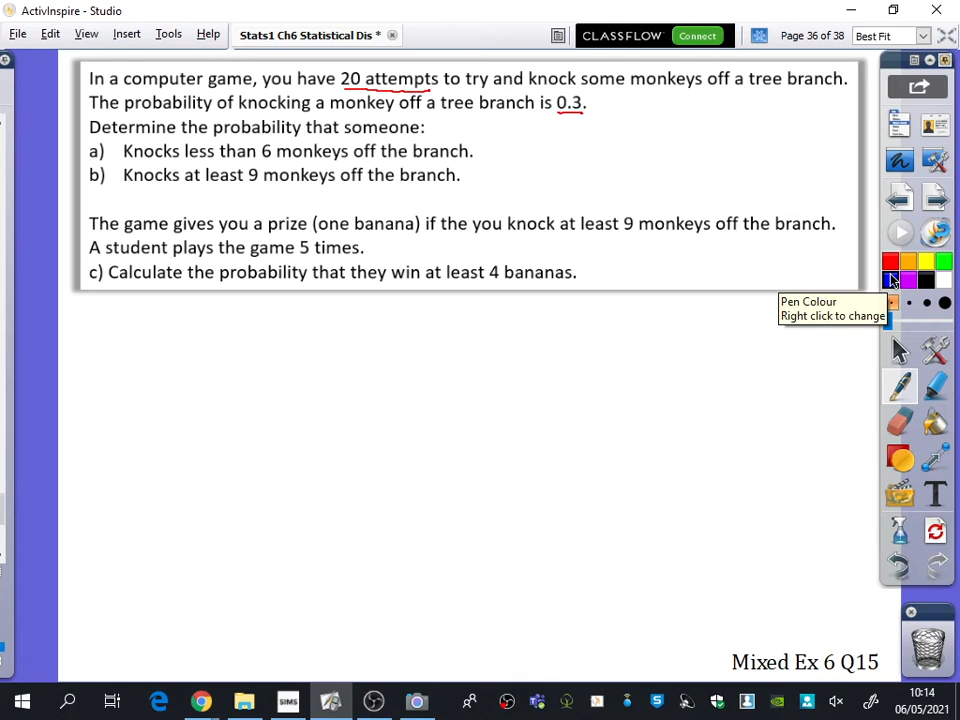 ActivInspire - Studio
File Edit View Insert Tools Help Stats1 Ch6 Statistical Dis * CLASSFLOW Connect Page 36 of 38 Best Fit
In a computer game, you have 20 attempts to try and knock some monkeys off a tree branch.
The probability of knocking a monkey off a tree branch is 0.3.
Determine the probability that someone:
a) Knocks less than 6 monkeys off the branch.
b) Knocks at least 9 monkeys off the branch.
The game gives you a prize (one banana) if the you knock at least 9 monkeys off the branch.
A student plays the game 5 times.
c) Calculate the probability that they win at least 4 bananas.
Pen Colour
Right click to change
T
Mixed Ex 6 Q15
SIMS
10:14
06/05/2021